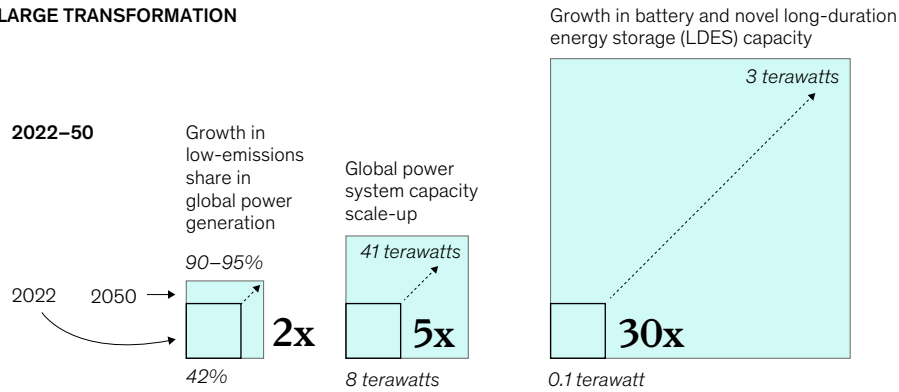 LARGE TRANSFORMATION
2022–50
Growth in
low-emissions
share in
global power
generation
90–95%
2022
2050
2x
42%
Global power
system capacity
scale-up
41 terawatts
5x
8 terawatts
Growth in battery and novel long-duration
energy storage (LDES) capacity
3 terawatts
30x
0.1 terawatt